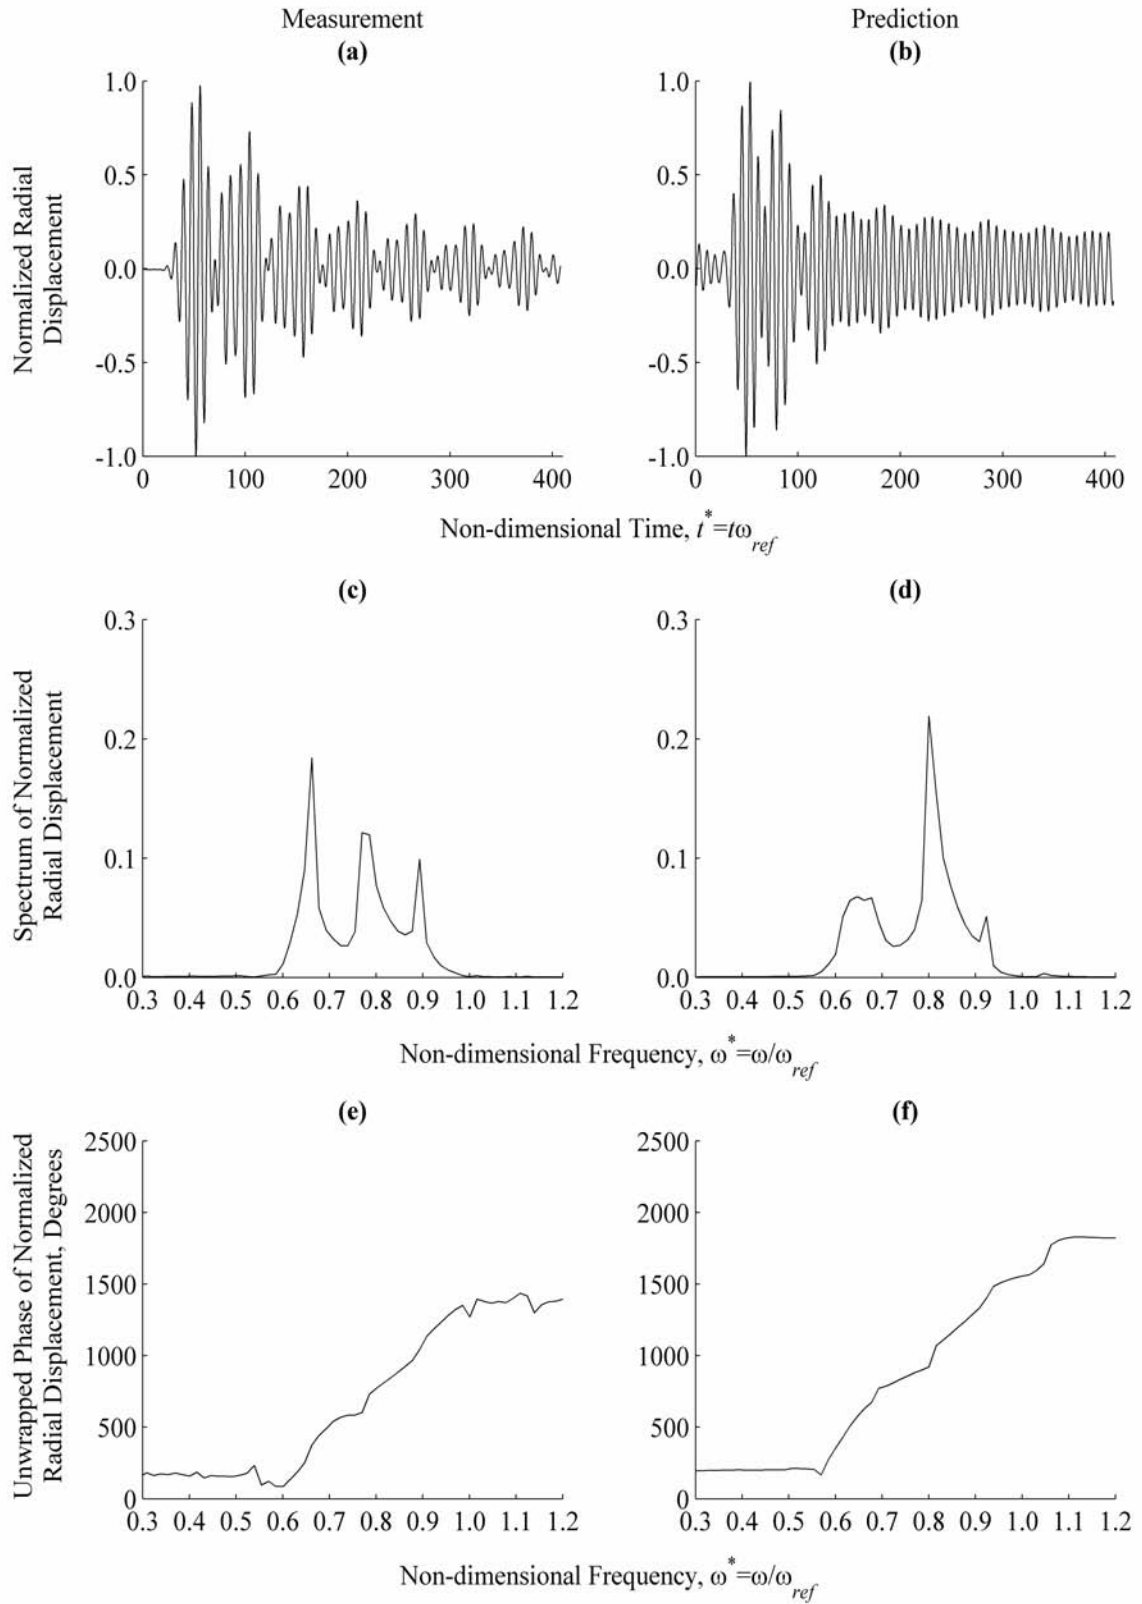 Measurement
Prediction
(a)
(b)
Normalized Radial
Displacement
1.0
0.5
0.0
-0.5
-1.0
0 100 200 300 400
1.0
0.5
0.0
-0.5
-1.0
0 100 200 300 400
Non-dimensional Time, t*=tω_ref
(c)
(d)
Spectrum of Normalized
Radial Displacement
0.3
0.2
0.1
0.0
0.3 0.4 0.5 0.6 0.7 0.8 0.9 1.0 1.1 1.2
0.3
0.2
0.1
0.0
0.3 0.4 0.5 0.6 0.7 0.8 0.9 1.0 1.1 1.2
Non-dimensional Frequency, ω*=ω/ω_ref
(e)
(f)
Unwrapped Phase of Normalized
Radial Displacement, Degrees
2500
2000
1500
1000
500
0
0.3 0.4 0.5 0.6 0.7 0.8 0.9 1.0 1.1 1.2
2500
2000
1500
1000
500
0
0.3 0.4 0.5 0.6 0.7 0.8 0.9 1.0 1.1 1.2
Non-dimensional Frequency, ω*=ω/ω_ref